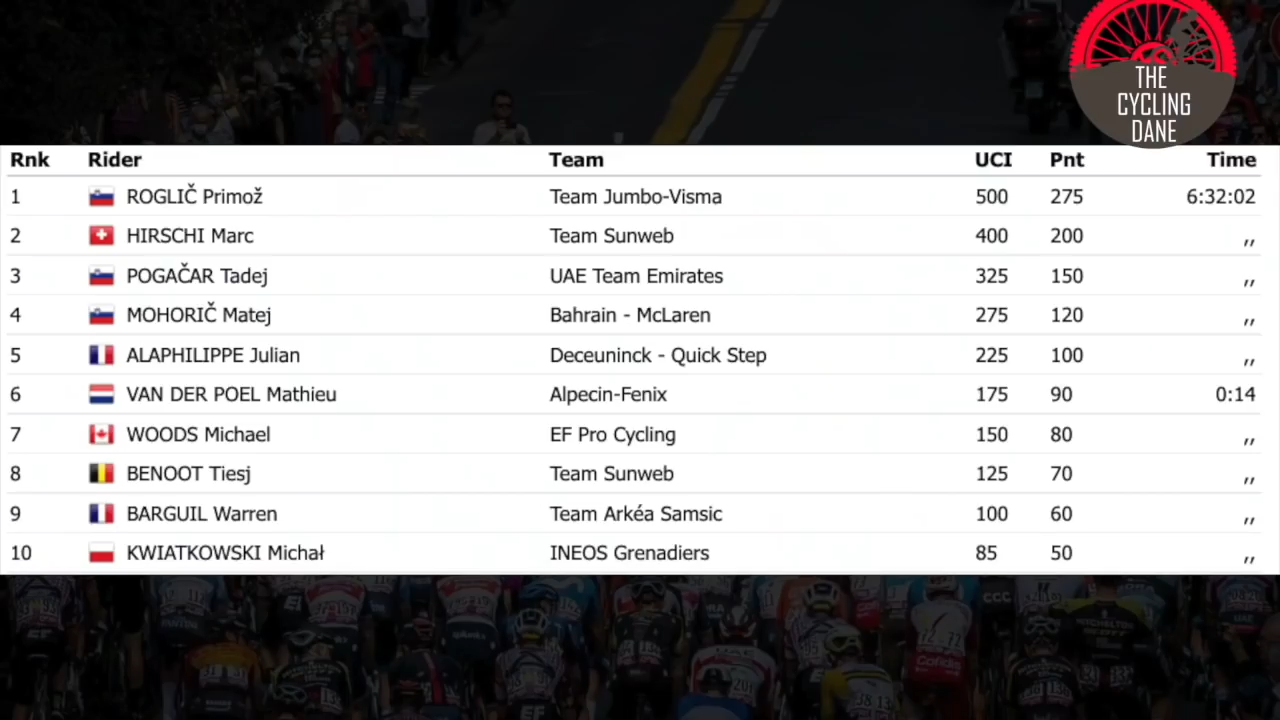 THE
CYCLING
DANE
Rnk Rider Team UCI Pnt Time
1 ROGLIČ Primož Team Jumbo-Visma 500 275 6:32:02
2 HIRSCHI Marc Team Sunweb 400 200 ,,
3 POGAČAR Tadej UAE Team Emirates 325 150 ,,
4 MOHORIČ Matej Bahrain - McLaren 275 120 ,,
5 ALAPHILIPPE Julian Deceuninck - Quick Step 225 100 ,,
6 VAN DER POEL Mathieu Alpecin-Fenix 175 90 0:14
7 WOODS Michael EF Pro Cycling 150 80 ,,
8 BENOOT Tiesj Team Sunweb 125 70 ,,
9 BARGUIL Warren Team Arkéa Samsic 100 60 ,,
10 KWIATKOWSKI Michał INEOS Grenadiers 85 50 ,,
CCC
UAE
Cofidis
EF